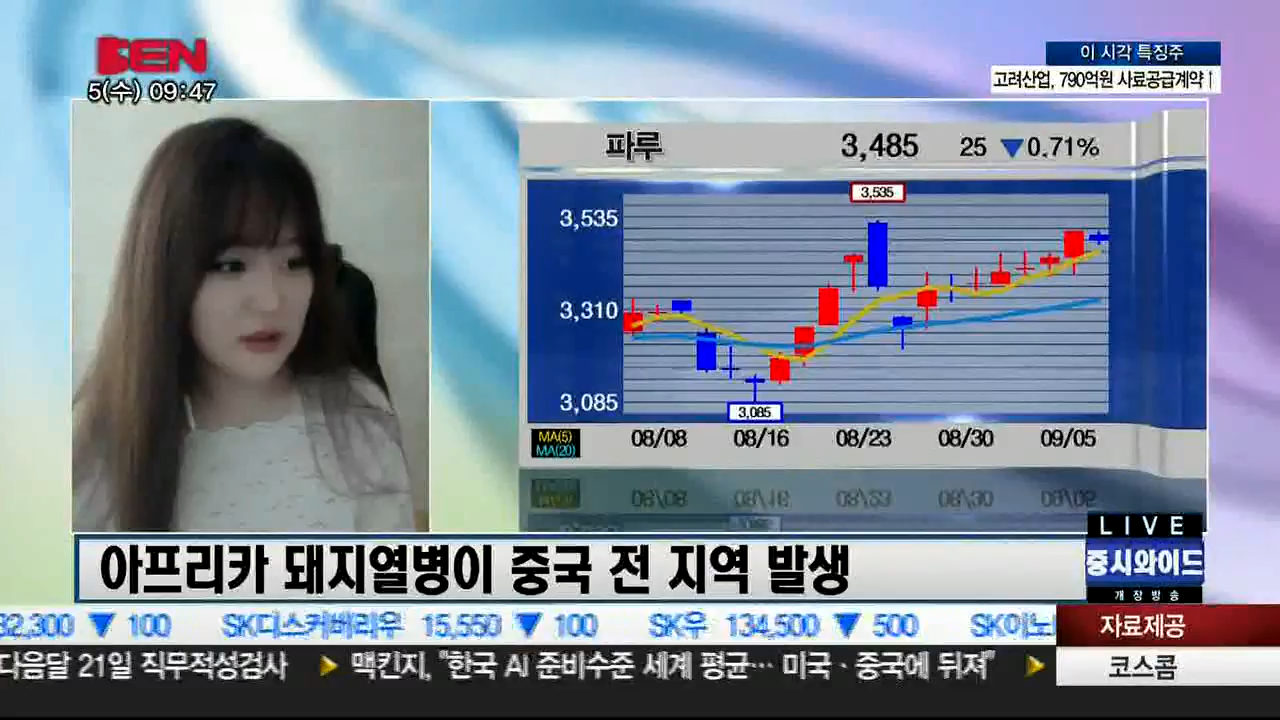 BEN
5(수) 09:47
이 시각 특징주
고려산업, 790억원 사료공급계약↑
파루 3,485 25 ▼0.71%
3,535
3,535
3,310
3,085
3,085
MA(5)
MA(20)
08/08 08/16 08/23 08/30 09/05
LIVE
증시와이드
개장방송
아프리카 돼지열병이 중국 전 지역 발생
32,300 ▼ 100 SK디스커버리우 15,550 ▼ 100 SK우 134,500 ▼ 500 SK이노
자료제공
다음달 21일 직무적성검사 ▶ 맥킨지, "한국 AI 준비수준 세계 평균… 미국·중국에 뒤져" ▶
코스콤